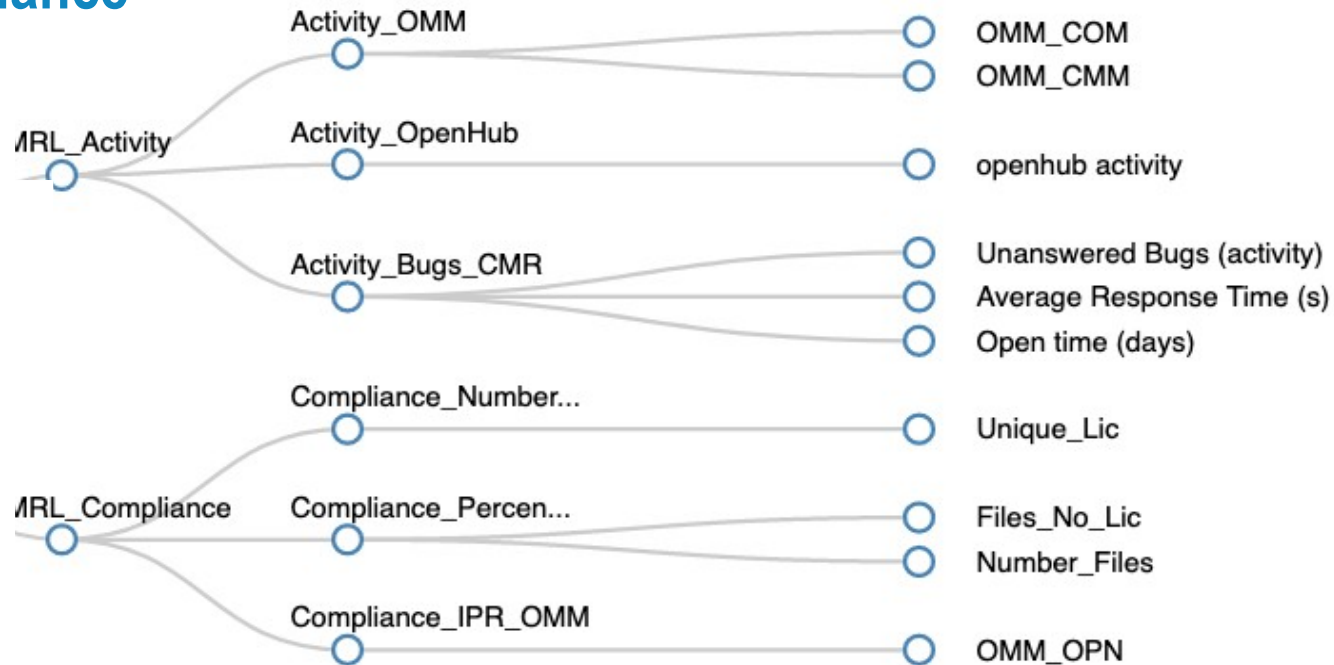 Activity_OMM
OMM_COM
OMM_CMM
MRL_Activity
Activity_OpenHub
openhub activity
Activity_Bugs_CMR
Unanswered Bugs (activity)
Average Response Time (s)
Open time (days)
Compliance_Number...
Unique_Lic
MRL_Compliance
Compliance_Percen...
Files_No_Lic
Number_Files
Compliance_IPR_OMM
OMM_OPN